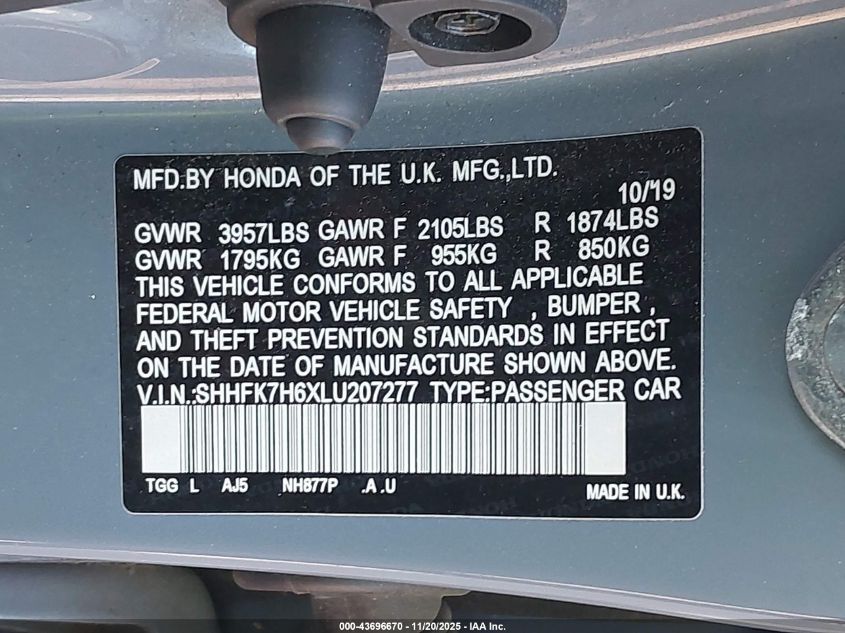 MFD.BY HONDA OF THE U.K. MFG.,LTD.
10/'19
GVWR 3957LBS GAWR F 2105LBS R 1874LBS
GVWR 1795KG GAWR F 955KG R 850KG
THIS VEHICLE CONFORMS TO ALL APPLICABLE
FEDERAL MOTOR VEHICLE SAFETY , BUMPER ,
AND THEFT PREVENTION STANDARDS IN EFFECT
ON THE DATE OF MANUFACTURE SHOWN ABOVE.
V.I.N.:SHHFK7H6XLU207277 TYPE:PASSENGER CAR
TGG L AJ5 NH877P .A .U
MADE IN U.K.
000-43696670 - 11/20/2025 - IAA Inc.